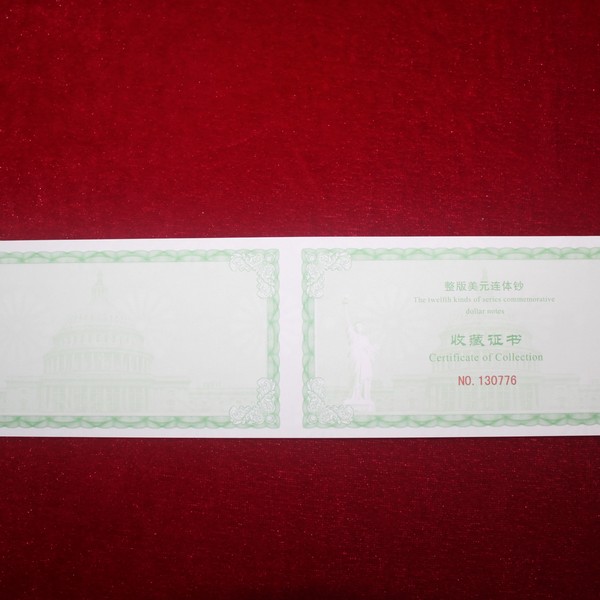 整版美元连体钞
The twelfth kinds of series commemorative
dollar notes
收藏证书
Certificate of Collection
NO. 130776